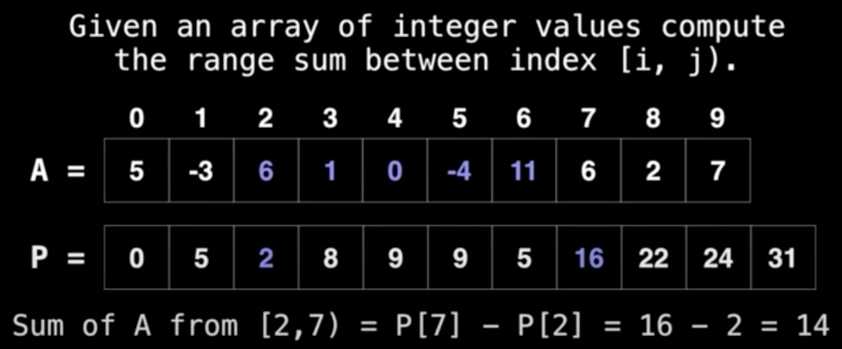 Given an array of integer values compute
the range sum between index [i, j).
0 1 2 3 4 5 6 7 8 9
A = 5 -3 6 1 0 -4 11 6 2 7
P = 0 5 2 8 9 9 5 16 22 24 31
Sum of A from [2,7) = P[7] - P[2] = 16 - 2 = 14